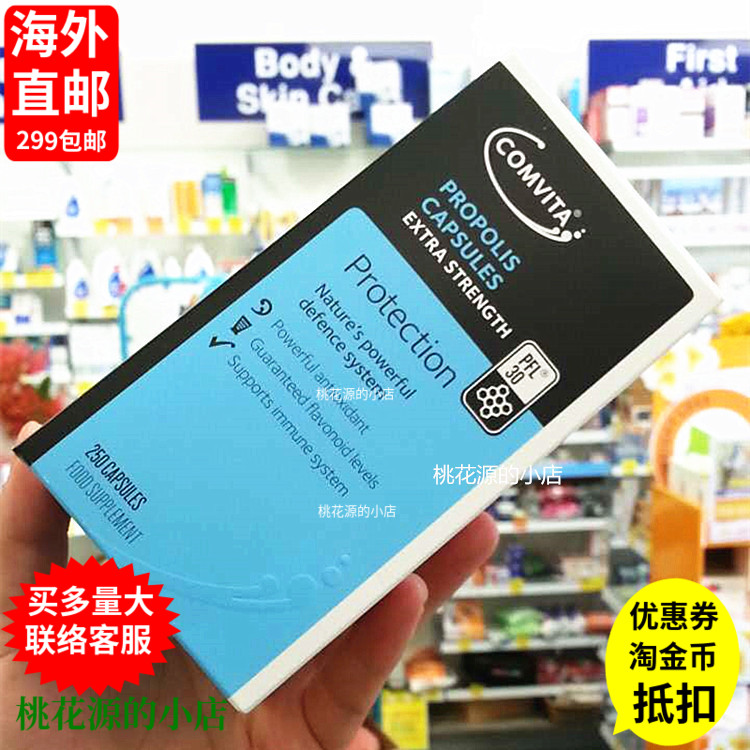 海外
直邮
299包邮
Body &
Skin C
First
COMVITA®
PROPOLIS
CAPSULES
EXTRA STRENGTH
PFL®
30
Protection
Nature's powerful
defence system
Powerful antioxidant
Guaranteed flavonoid levels
Supports immune system
250 CAPSULES
FOOD SUPPLEMENT
桃花源的小店
桃花源的小店
桃花源的小店
买多量大
联络客服
桃花源的小店
优惠券
淘金币
抵扣